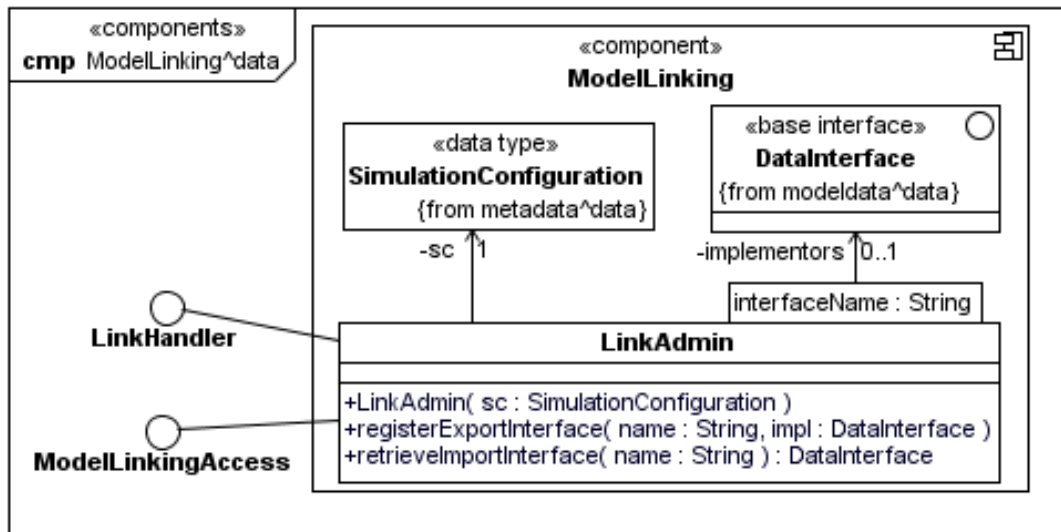 «components»
cmp ModelLinking^data
«component»
ModelLinking
«data type»
SimulationConfiguration
{from metadata^data}
«base interface»
DataInterface
{from modeldata^data}
-sc 1
-implementors 0..1
interfaceName : String
LinkHandler
LinkAdmin
+LinkAdmin( sc : SimulationConfiguration )
+registerExportInterface( name : String, impl : DataInterface )
+retrieveImportInterface( name : String ) : DataInterface
ModelLinkingAccess